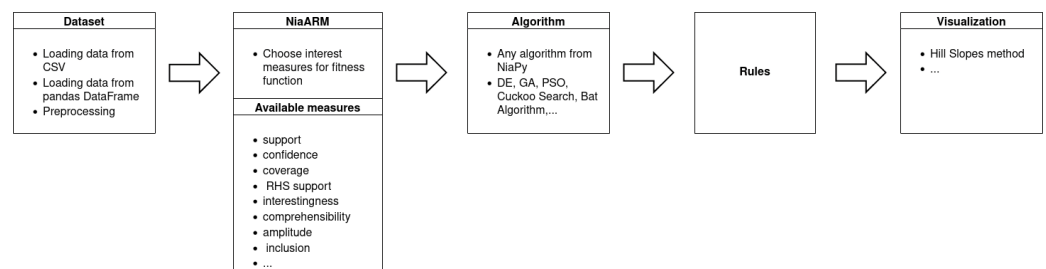 Dataset
• Loading data from
CSV
• Loading data from
pandas DataFrame
• Preprocessing
NiaARM
• Choose interest
measures for fitness
function
Available measures
• support
• confidence
• coverage
• RHS support
• interestingness
• comprehensibility
• amplitude
• inclusion
• ...
Algorithm
• Any algorithm from
NiaPy
• DE, GA, PSO,
Cuckoo Search, Bat
Algorithm,...
Rules
Visualization
• Hill Slopes method
• ...